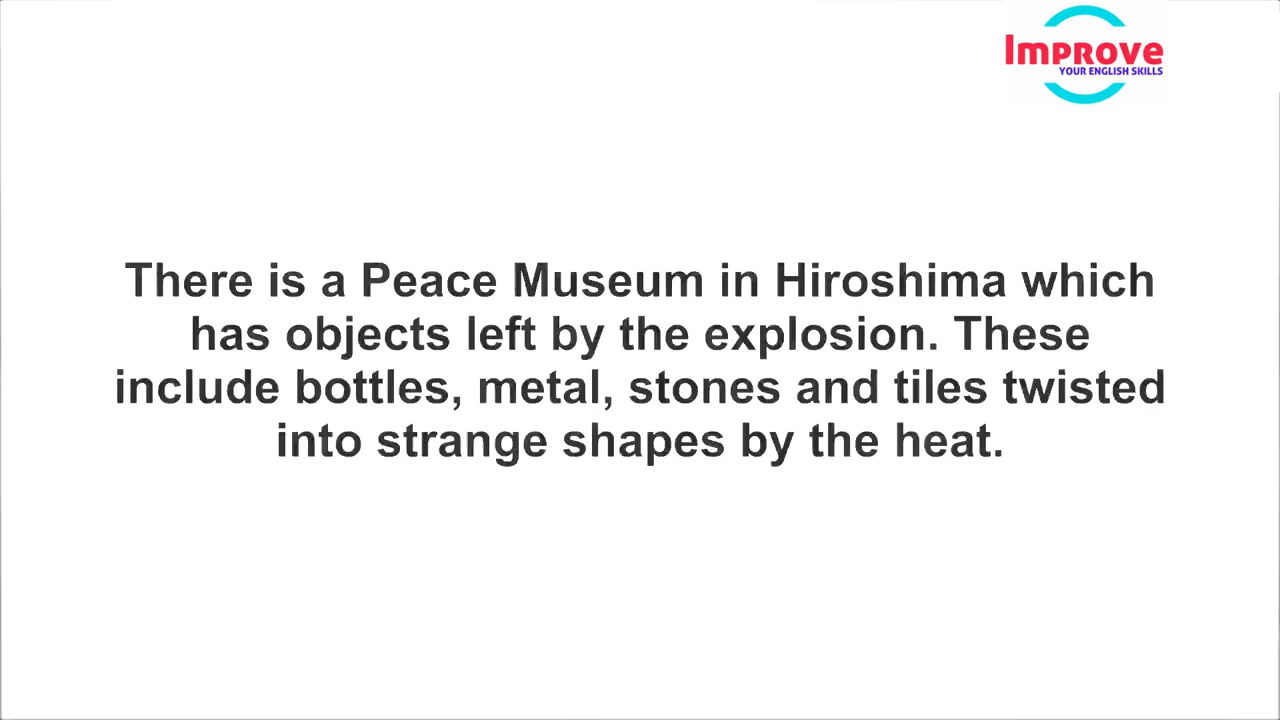 Improve
YOUR ENGLISH SKILLS
There is a Peace Museum in Hiroshima which
has objects left by the explosion. These
include bottles, metal, stones and tiles twisted
into strange shapes by the heat.